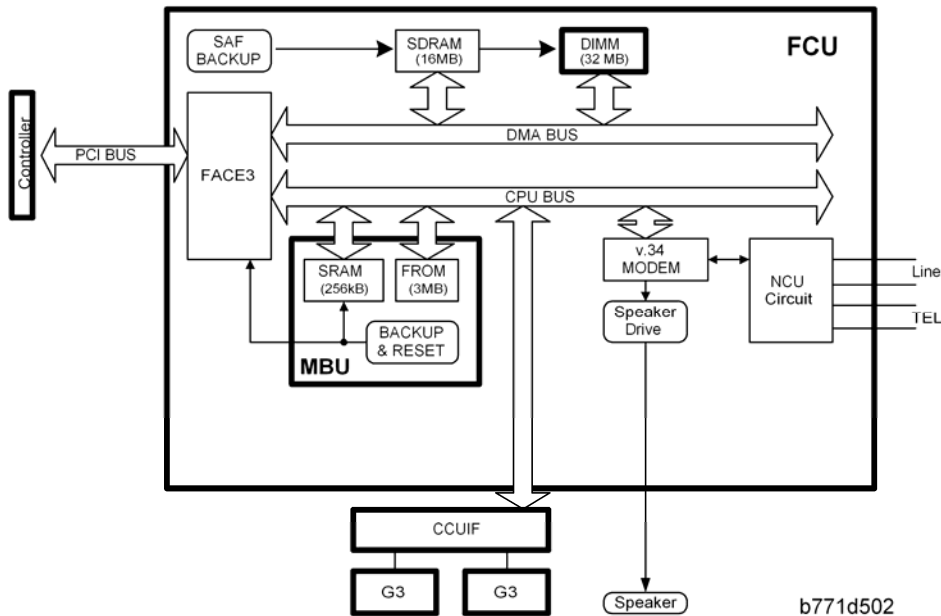 SAF
BACKUP
SDRAM
(16MB)
DIMM
(32 MB)
FCU
Controller
PCI BUS
FACE3
DMA BUS
CPU BUS
SRAM
(256kB)
FROM
(3MB)
BACKUP
& RESET
MBU
v.34
MODEM
Speaker
Drive
NCU
Circuit
Line
TEL
CCUIF
G3
G3
Speaker
b771d502